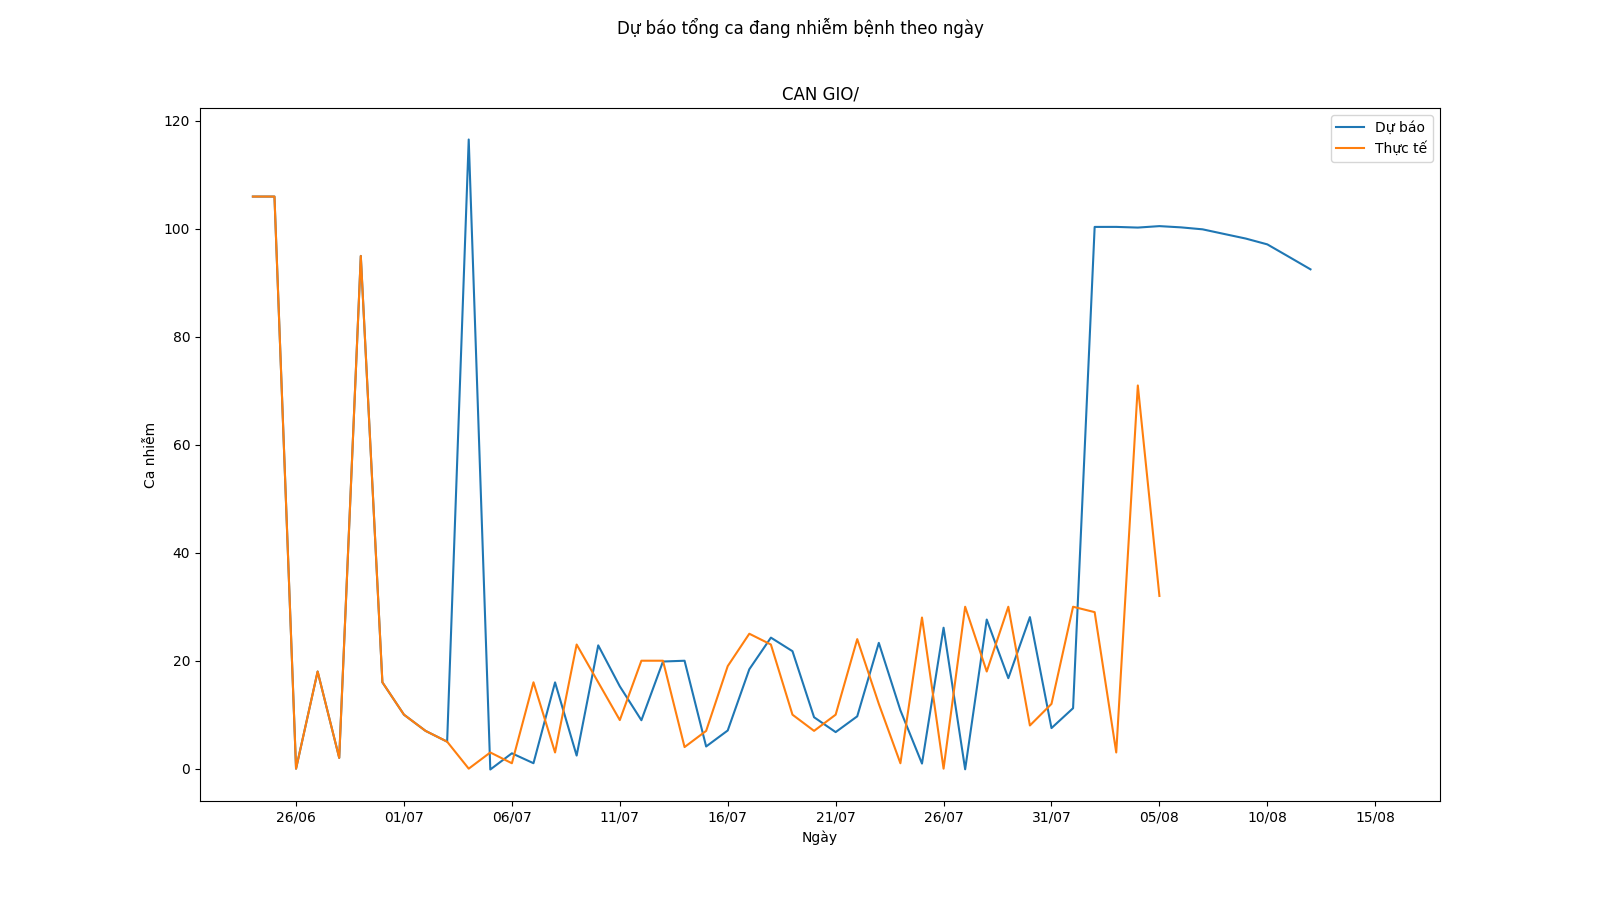 Dự báo tổng ca đang nhiễm bệnh theo ngày
CAN GIO/
120
100
80
60
40
20
0
Ca nhiễm
Dự báo
Thực tế
26/06 01/07 06/07 11/07 16/07 21/07 26/07 31/07 05/08 10/08 15/08
Ngày